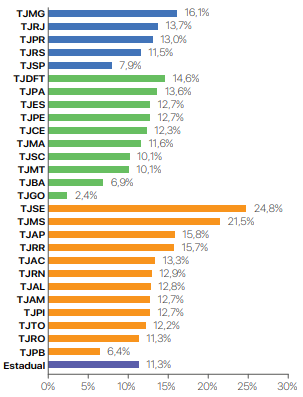 TJMG 16,1%
TJRJ 13,7%
TJPR 13,0%
TJRS 11,5%
TJSP 7,9%
TJDFT 14,6%
TJPA 13,6%
TJES 12,7%
TJPE 12,7%
TJCE 12,3%
TJMA 11,6%
TJSC 10,1%
TJMT 10,1%
TJBA 6,9%
TJGO 2,4%
TJSE 24,8%
TJMS 21,5%
TJAP 15,8%
TJRR 15,7%
TJAC 13,3%
TJRN 12,9%
TJAL 12,8%
TJAM 12,7%
TJPI 12,7%
TJTO 12,2%
TJRO 11,3%
TJPB 6,4%
Estadual 11,3%
0% 5% 10% 15% 20% 25% 30%